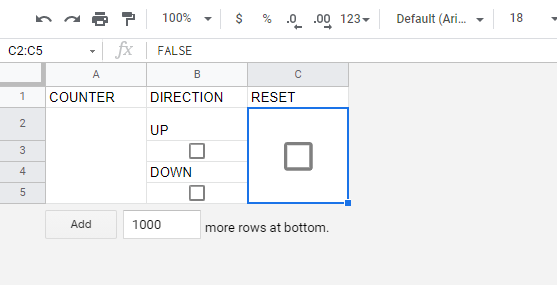 100% $ % .0 .00 123 Default (Ari... 18
C2:C5 fx FALSE
A B C
1 COUNTER DIRECTION RESET
2 UP
3
4 DOWN
5
Add 1000 more rows at bottom.